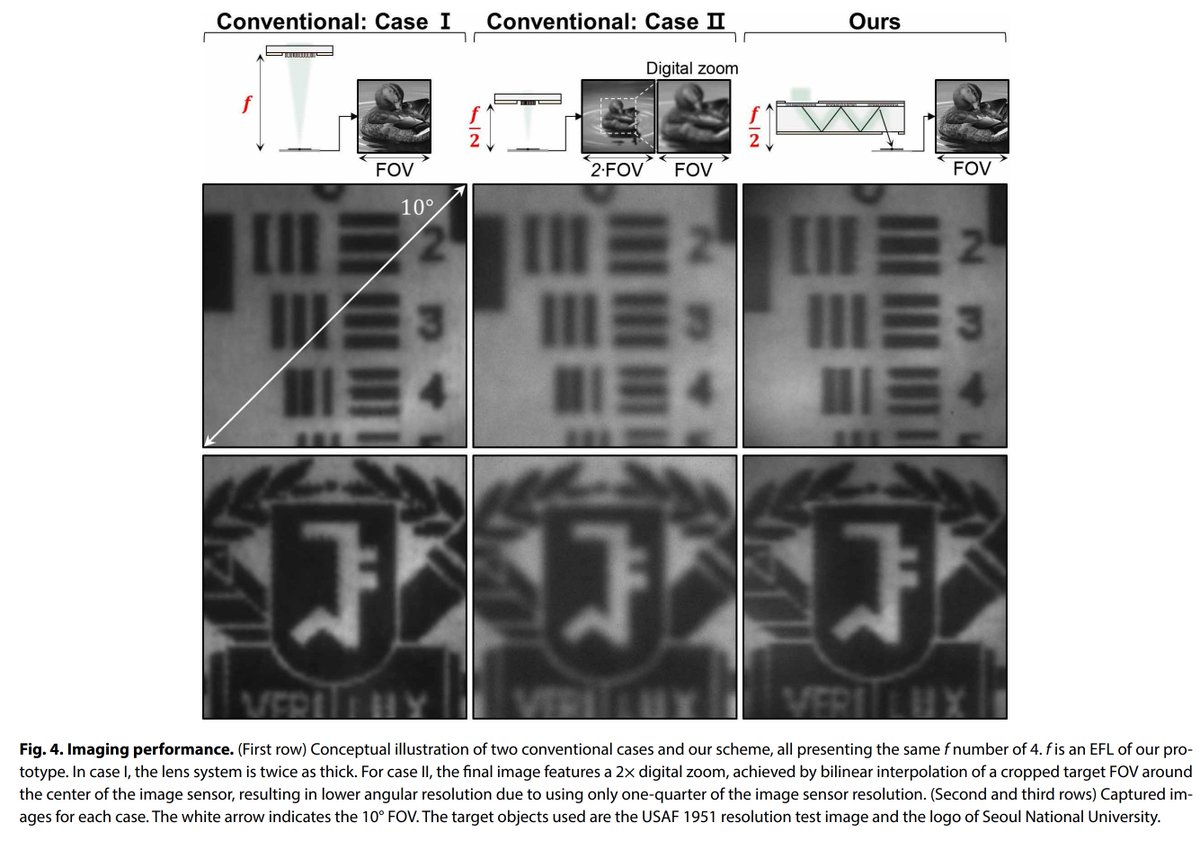 Conventional: Case I
Conventional: Case II
Ours
Digital zoom
f
f/2
f/2
FOV
2·FOV
FOV
FOV
10°
2
2
2
3
3
3
4
4
4
VERI LUX
VERI LUX
VERI LUX
Fig. 4. Imaging performance. (First row) Conceptual illustration of two conventional cases and our scheme, all presenting the same f number of 4. f is an EFL of our pro-
totype. In case I, the lens system is twice as thick. For case II, the final image features a 2× digital zoom, achieved by bilinear interpolation of a cropped target FOV around
the center of the image sensor, resulting in lower angular resolution due to using only one-quarter of the image sensor resolution. (Second and third rows) Captured im-
ages for each case. The white arrow indicates the 10° FOV. The target objects used are the USAF 1951 resolution test image and the logo of Seoul National University.